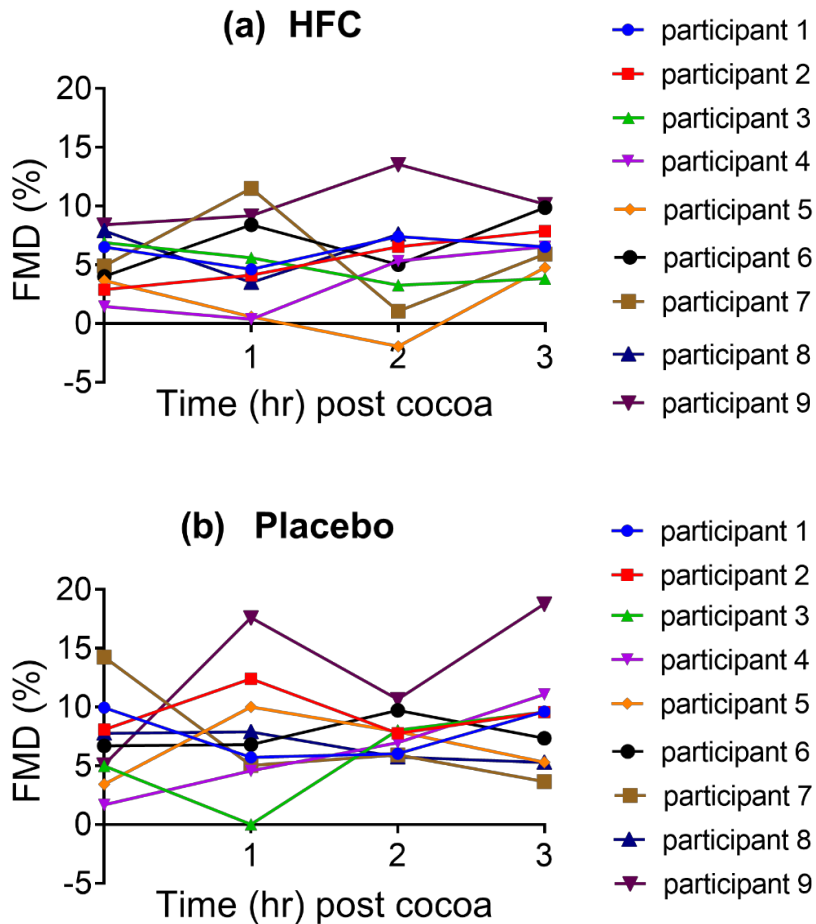 (a) HFC
FMD (%)
20
15
10
5
0
-5
1
2
3
Time (hr) post cocoa
participant 1
participant 2
participant 3
participant 4
participant 5
participant 6
participant 7
participant 8
participant 9
(b) Placebo
FMD (%)
20
15
10
5
0
-5
1
2
3
Time (hr) post cocoa
participant 1
participant 2
participant 3
participant 4
participant 5
participant 6
participant 7
participant 8
participant 9